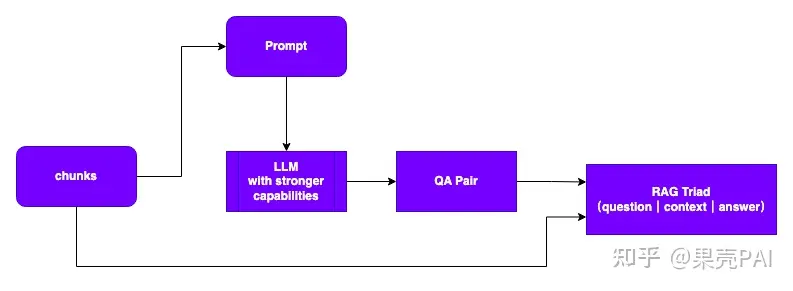 Prompt
chunks
LLM
with stronger
capabilities
QA Pair
RAG Triad
（question｜context｜answer）
知乎 @果壳PAI